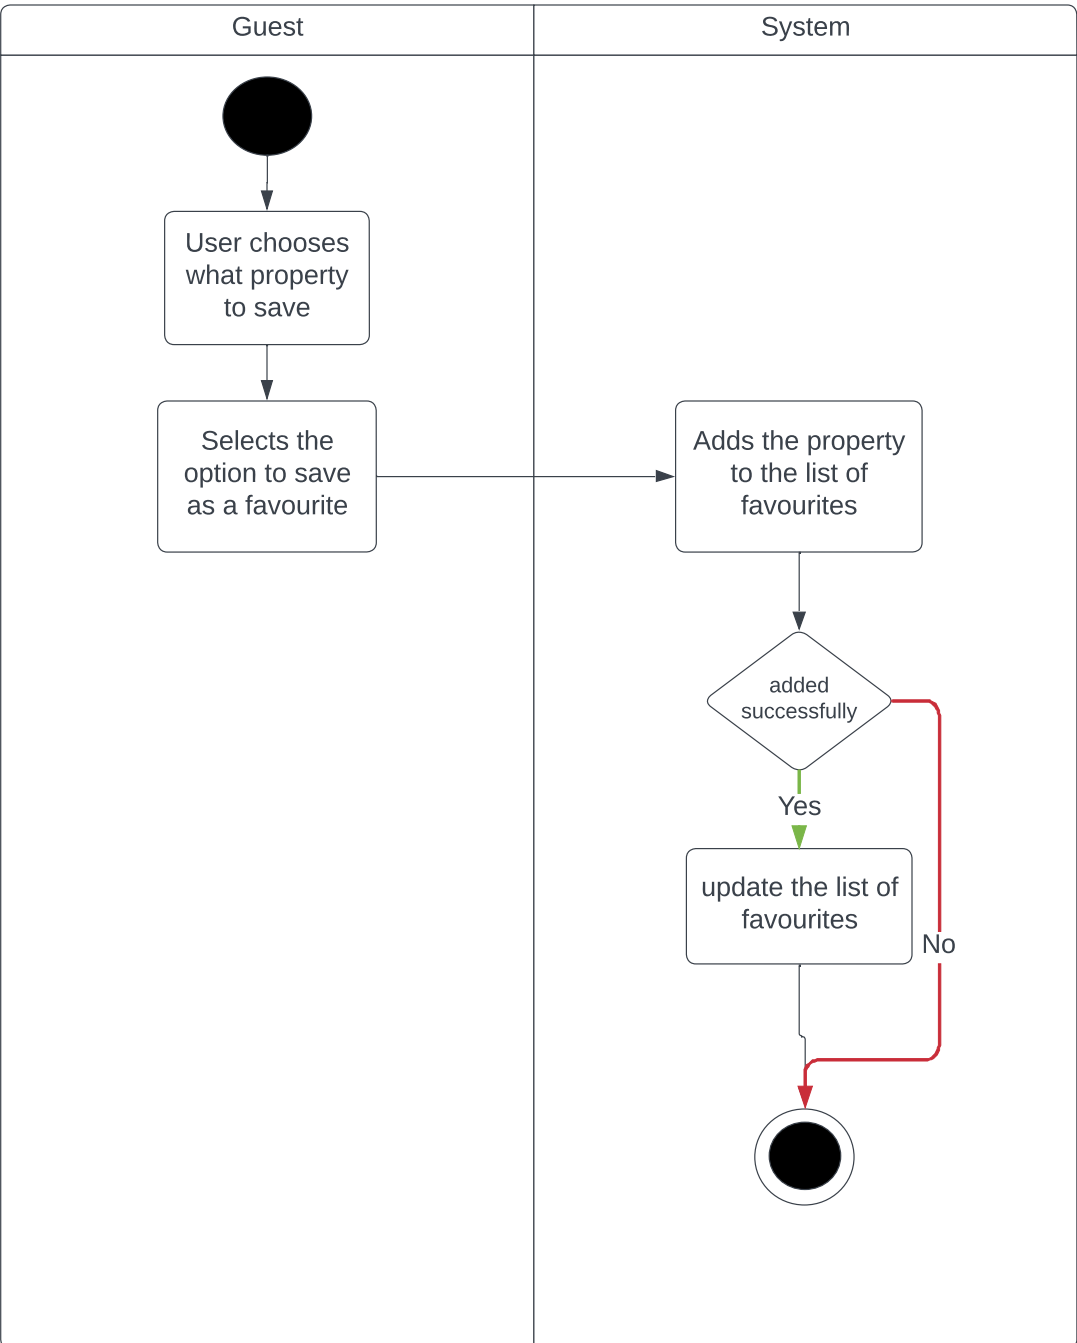 Guest
System
User chooses
what property
to save
Selects the
option to save
as a favourite
Adds the property
to the list of
favourites
added
successfully
Yes
update the list of
favourites
No